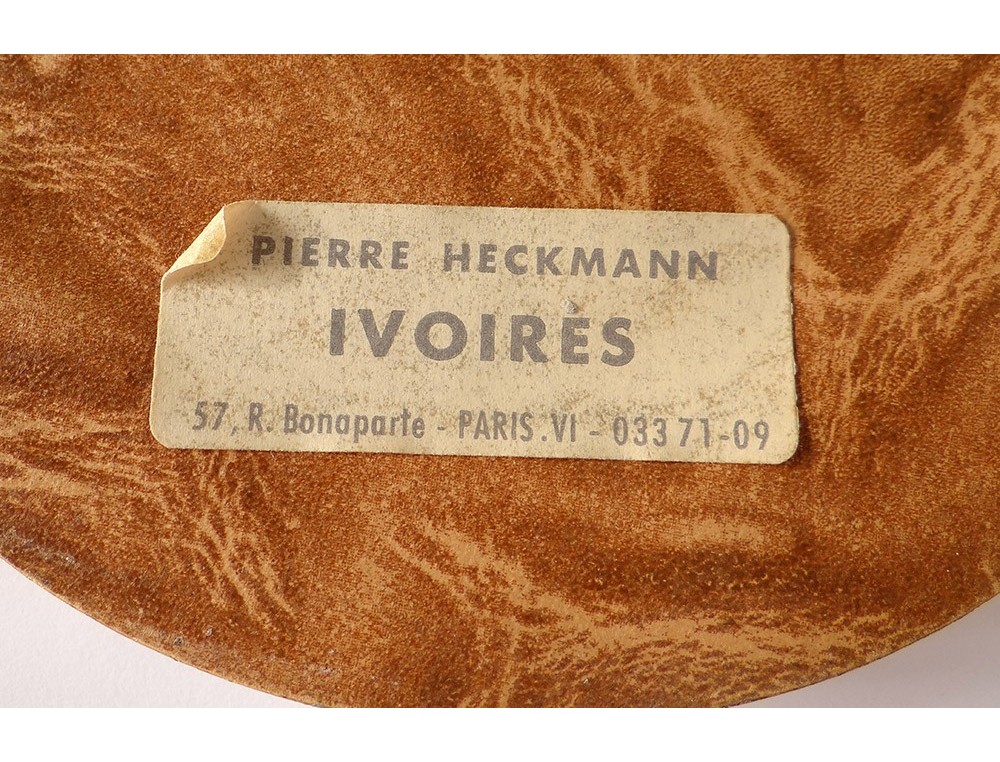 PIERRE HECKMANN
IVOIRES
57, R. Bonaparte - PARIS.VI - 033 71-09